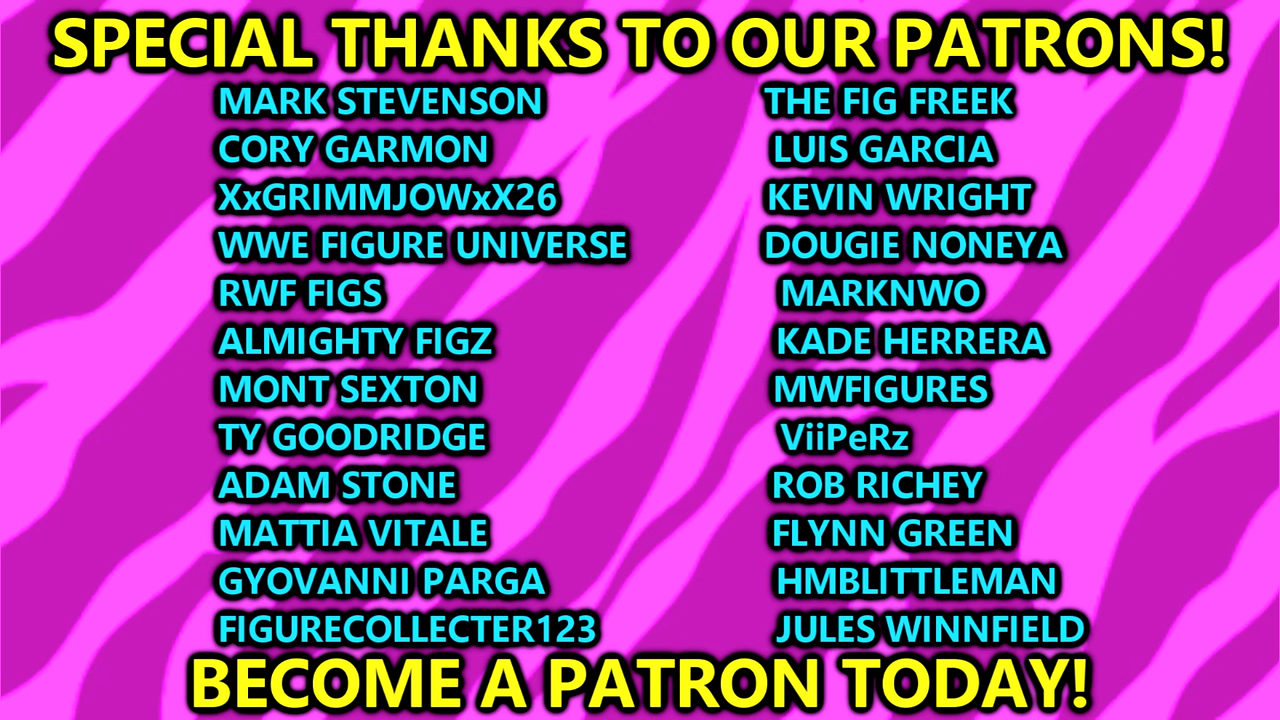 SPECIAL THANKS TO OUR PATRONS!
MARK STEVENSON
CORY GARMON
XxGRIMMJOWxX26
WWE FIGURE UNIVERSE
RWF FIGS
ALMIGHTY FIGZ
MONT SEXTON
TY GOODRIDGE
ADAM STONE
MATTIA VITALE
GYOVANNI PARGA
FIGURECOLLECTER123
THE FIG FREEK
LUIS GARCIA
KEVIN WRIGHT
DOUGIE NONEYA
MARKNWO
KADE HERRERA
MWFIGURES
ViiPeRz
ROB RICHEY
FLYNN GREEN
HMBLITTLEMAN
JULES WINNFIELD
BECOME A PATRON TODAY!